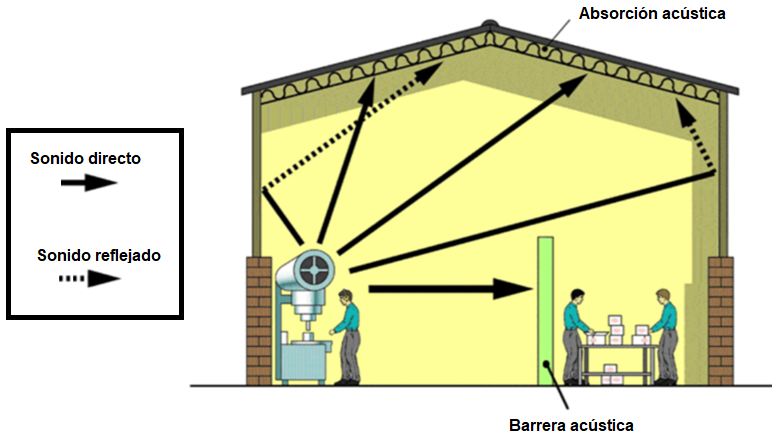 Absorción acústica
Sonido directo
Sonido reflejado
Barrera acústica